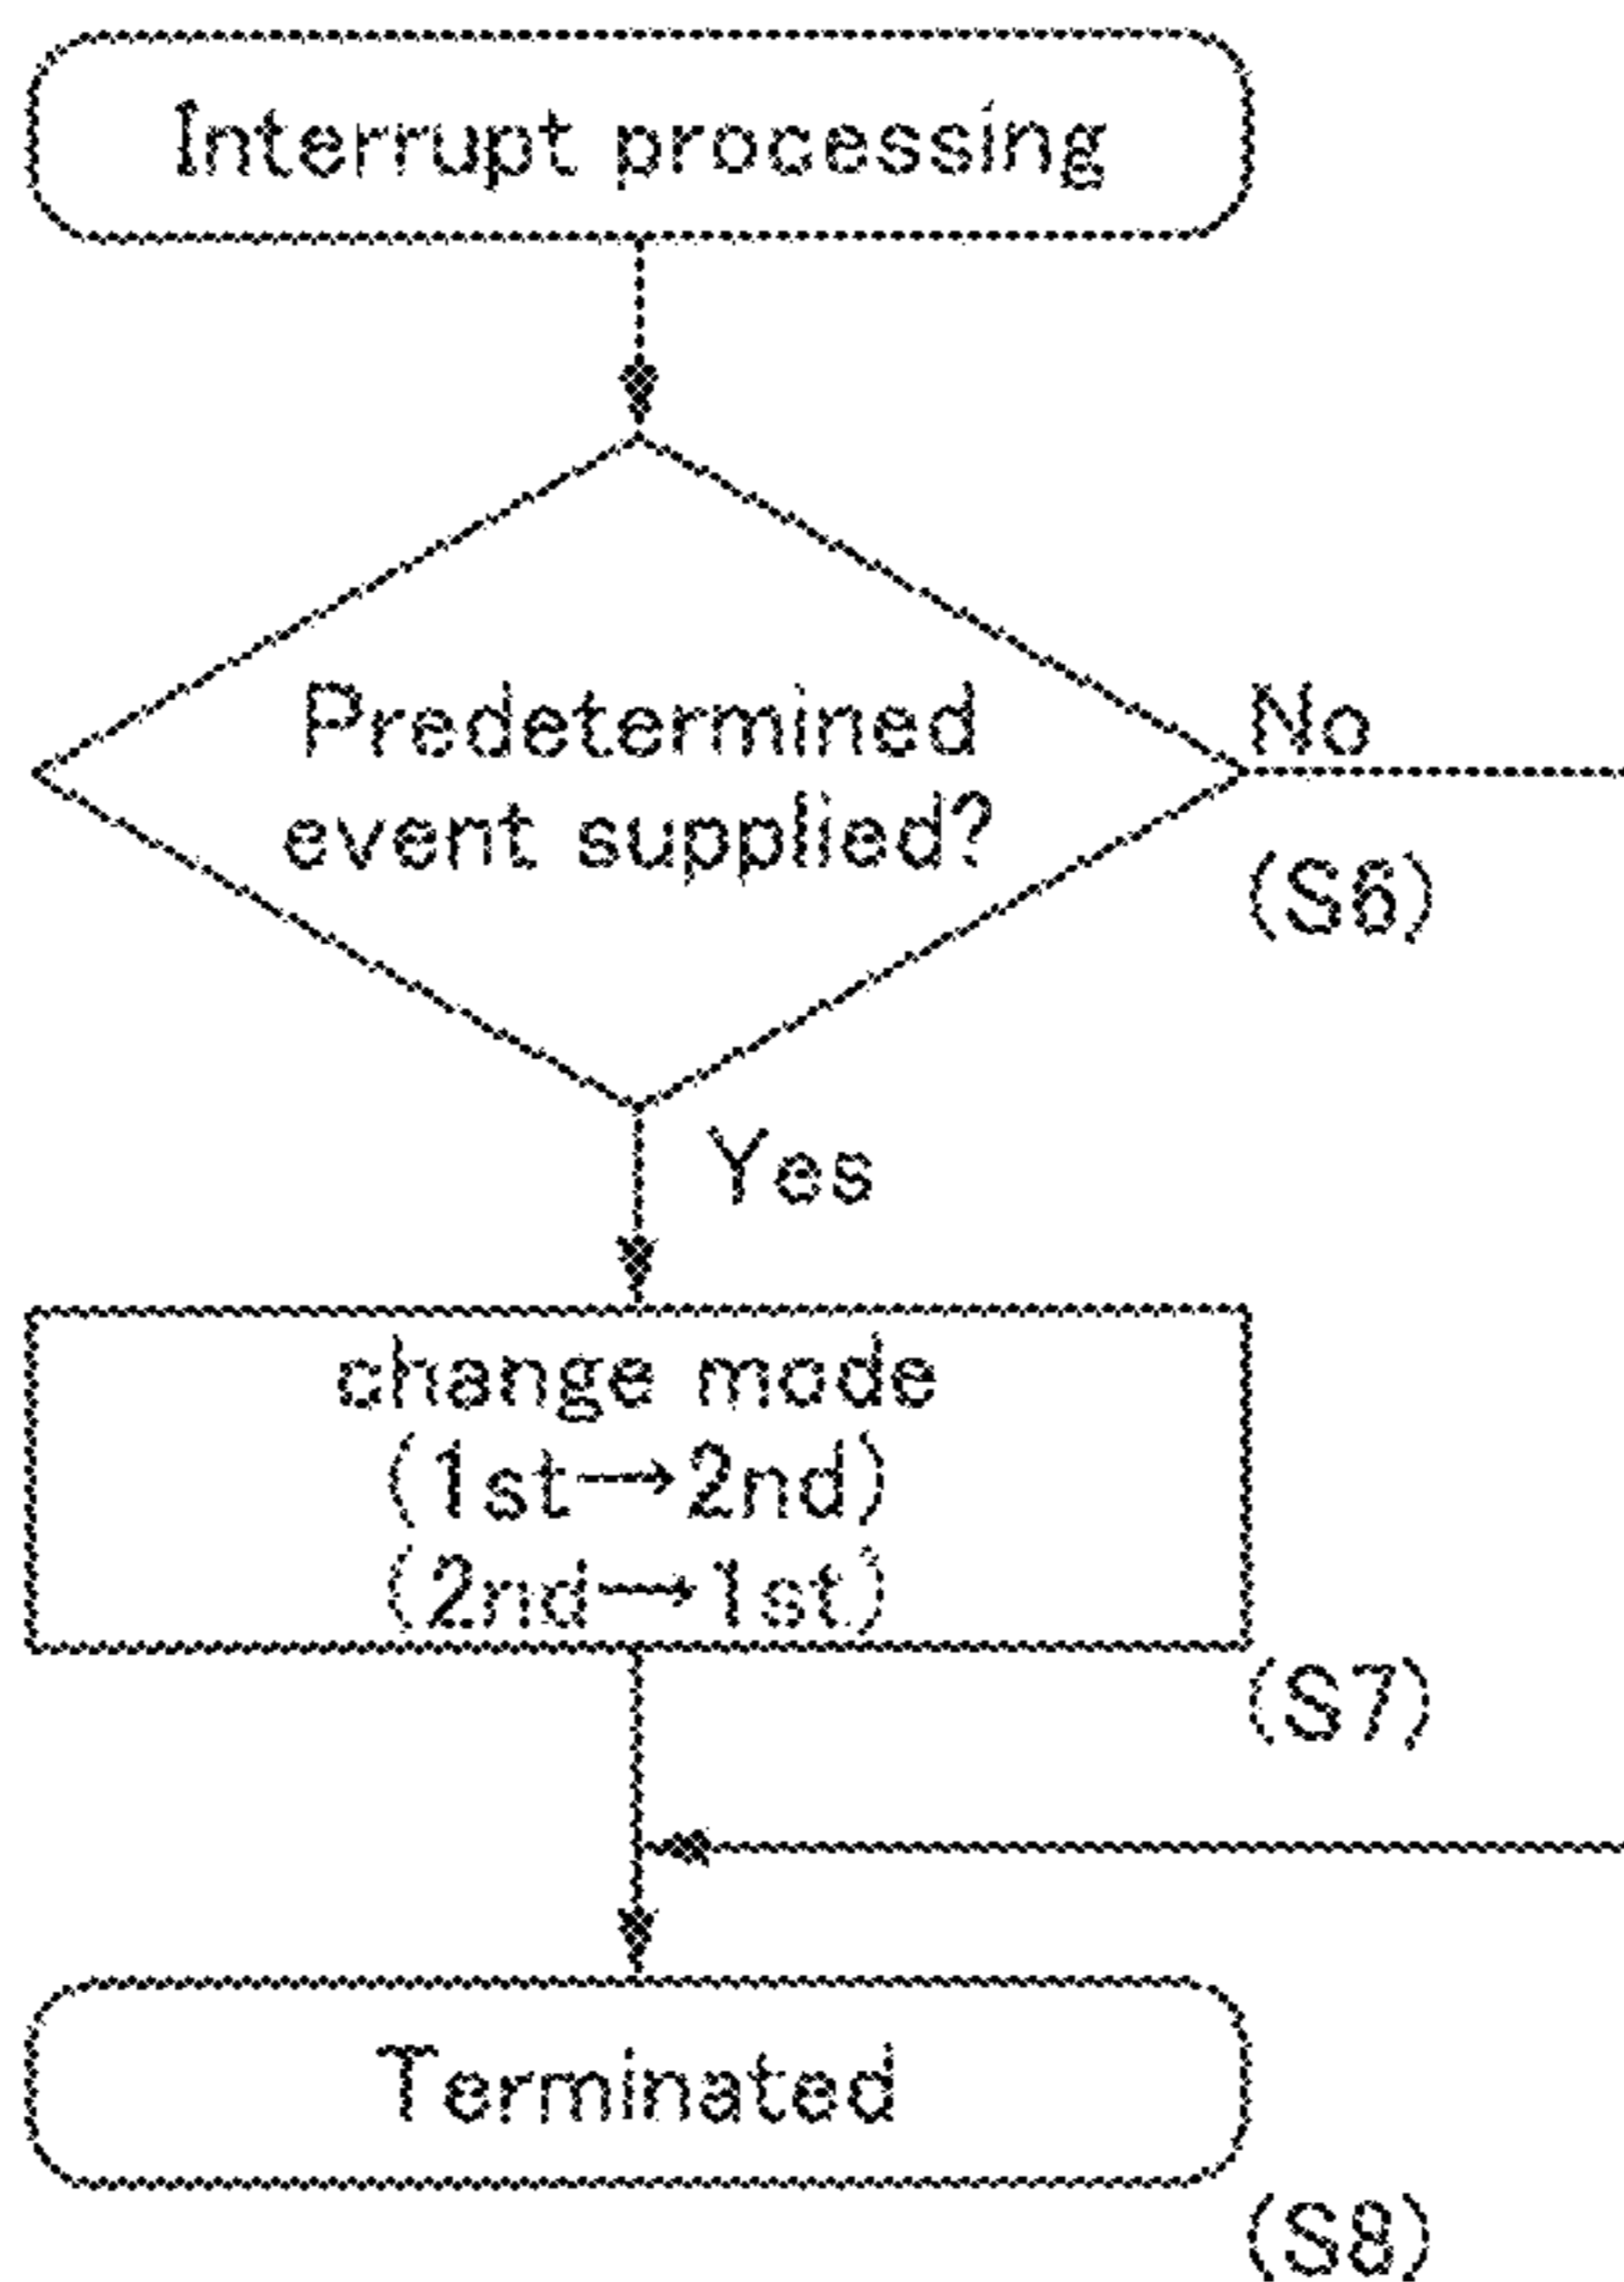 Interrupt processing
Predetermined
event supplied?
No
(S6)
Yes
change mode
(1st→2nd)
(2nd→1st)
(S7)
Terminated
(S8)